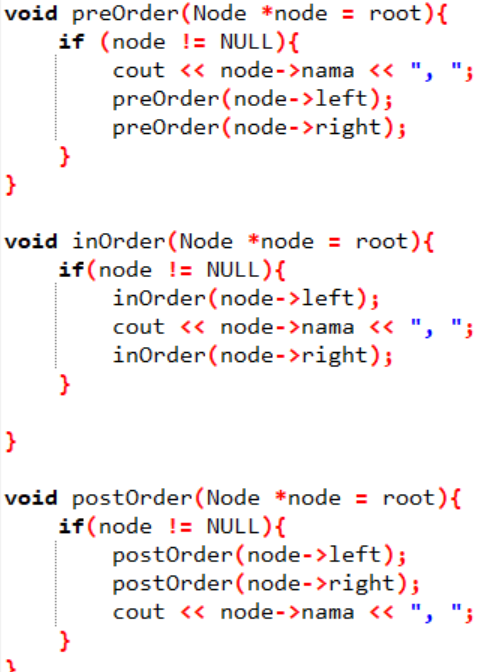 void preOrder(Node *node = root){
    if (node != NULL){
        cout << node->nama << ", ";
        preOrder(node->left);
        preOrder(node->right);
    }
}

void inOrder(Node *node = root){
    if(node != NULL){
        inOrder(node->left);
        cout << node->nama << ", ";
        inOrder(node->right);
    }

}

void postOrder(Node *node = root){
    if(node != NULL){
        postOrder(node->left);
        postOrder(node->right);
        cout << node->nama << ", ";
    }
}